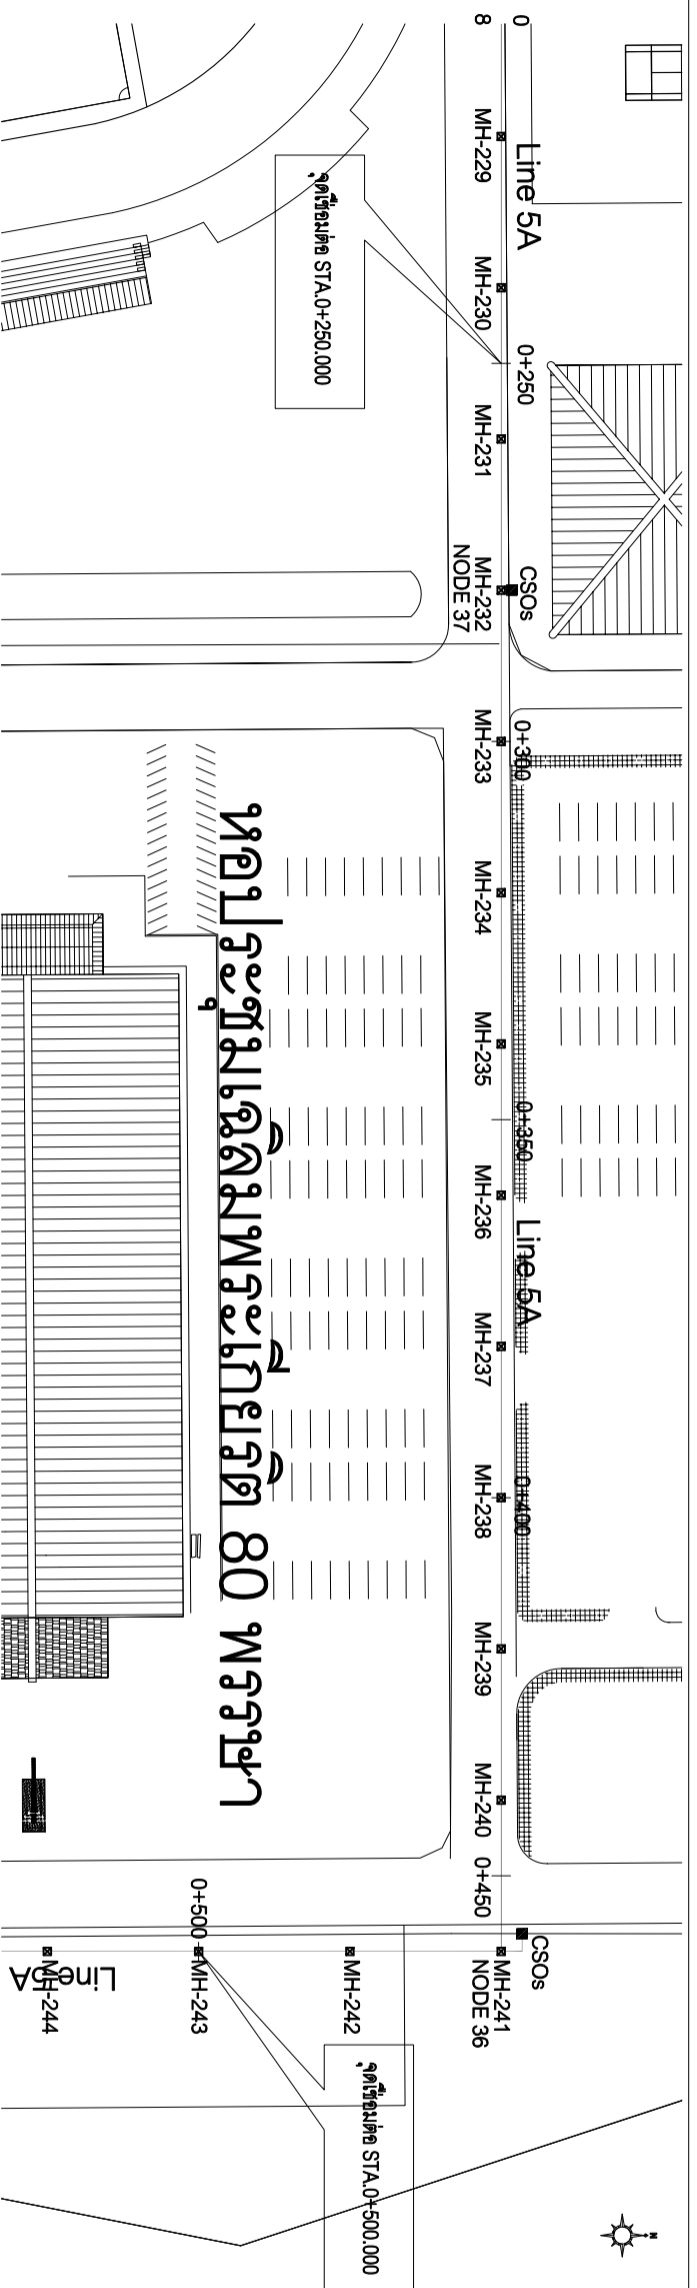 0
8
MH-229
Line 5A
MH-230
จุดเชื่อมต่อ STA.0+250.000
0+250
MH-231
CSOs
MH-232
NODE 37
0+300
MH-233
MH-234
MH-235
0+350
MH-236
Line 5A
MH-237
0+400
MH-238
MH-239
MH-240
0+450
CSOs
MH-241
NODE 36
MH-242
0+500
MH-243
MH-244
Line 5A
จุดเชื่อมต่อ STA.0+500.000
หอประชุมเฉลิมพระเกียรติ 80 พรรษา
N